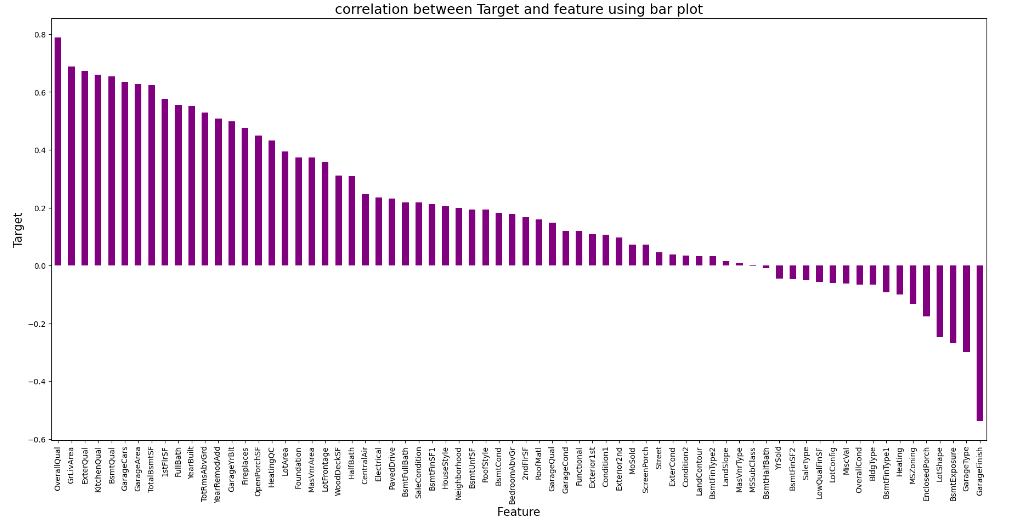 correlation between Target and feature using bar plot
Target
0.8
0.6
0.4
0.2
0.0
−0.2
−0.4
−0.6
OverallQual
GrLivArea
ExterQual
KitchenQual
BsmtQual
GarageCars
GarageArea
TotalBsmtSF
1stFlrSF
FullBath
YearBuilt
TotRmsAbvGrd
YearRemodAdd
GarageYrBlt
Fireplaces
OpenPorchSF
HeatingQC
LotArea
Foundation
MasVnrArea
LotFrontage
WoodDeckSF
HalfBath
CentralAir
Electrical
PavedDrive
BsmtFullBath
SaleCondition
BsmtFinSF1
HouseStyle
Neighborhood
BsmtUnfSF
RoofStyle
BsmtCond
BedroomAbvGr
2ndFlrSF
RoofMatl
GarageQual
GarageCond
Functional
Exterior1st
Condition1
Exterior2nd
MoSold
ScreenPorch
Street
ExterCond
Condition2
LandContour
BsmtFinType2
LandSlope
MasVnrType
MSSubClass
BsmtHalfBath
YrSold
BsmtFinSF2
SaleType
LowQualFinSF
LotConfig
MiscVal
OverallCond
BldgType
BsmtFinType1
Heating
MSZoning
EnclosedPorch
LotShape
BsmtExposure
GarageType
GarageFinish
Feature